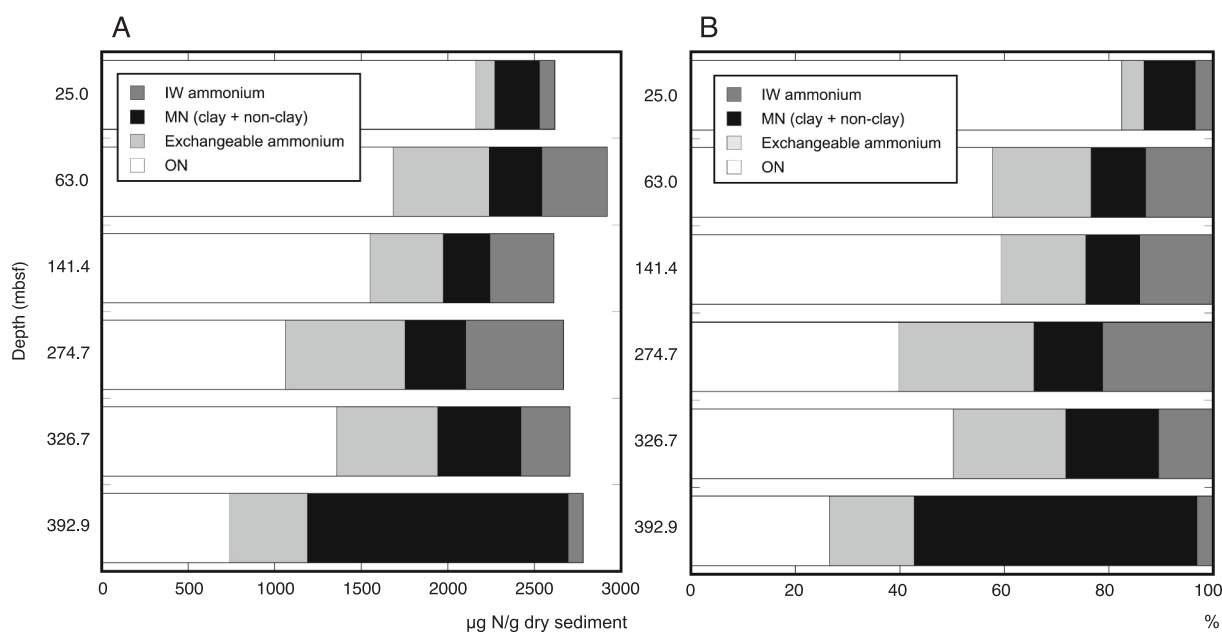 A
B
IW ammonium
MN (clay + non-clay)
Exchangeable ammonium
ON
IW ammonium
MN (clay + non-clay)
Exchangeable ammonium
ON
Depth (mbsf)
25.0
63.0
141.4
274.7
326.7
392.9
25.0
63.0
141.4
274.7
326.7
392.9
0 500 1000 1500 2000 2500 3000
0 20 40 60 80 100
µg N/g dry sediment
%